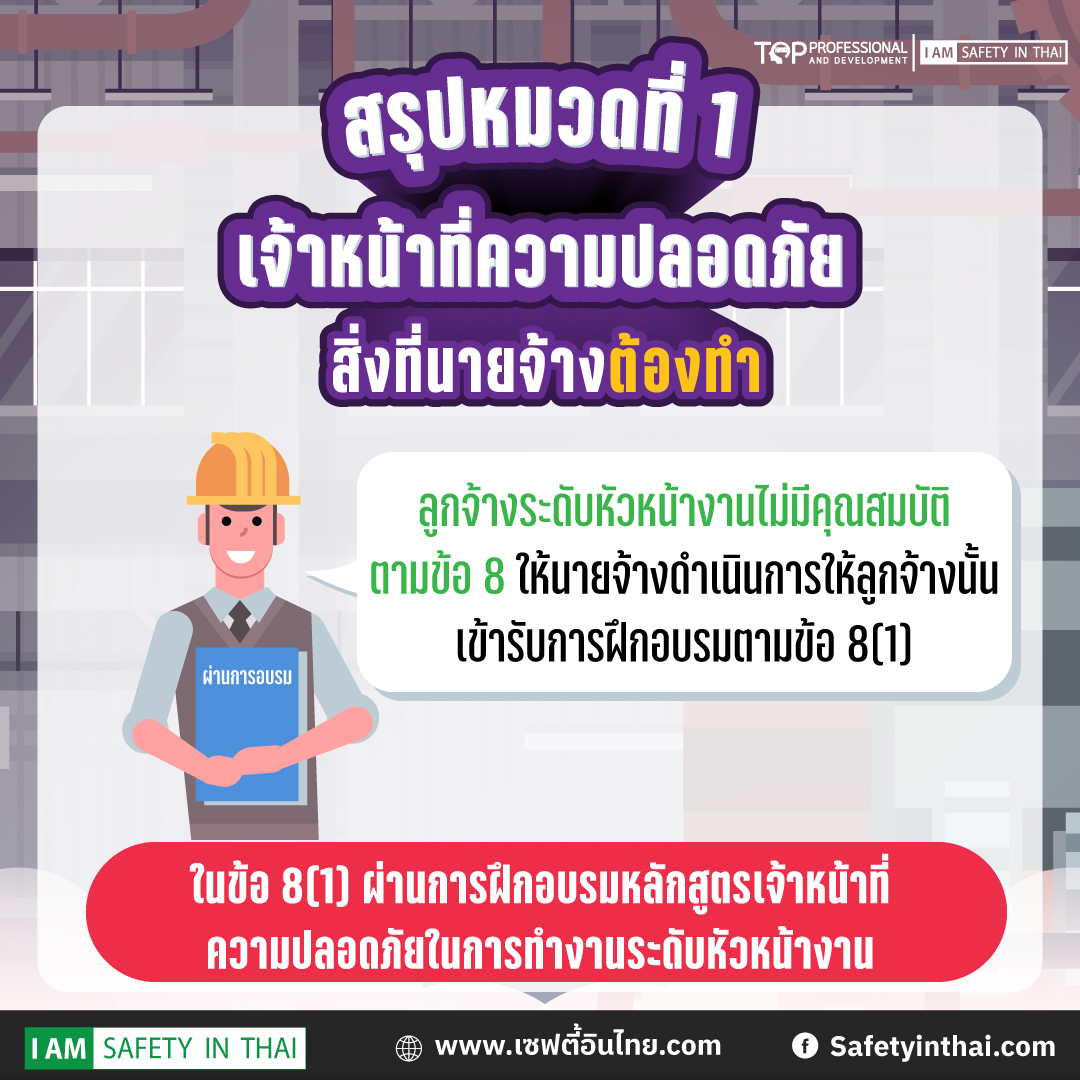 TOP PROFESSIONAL AND DEVELOPMENT
I AM SAFETY IN THAI
สรุปหมวดที่ 1
เจ้าหน้าที่ความปลอดภัย
สิ่งที่นายจ้างต้องทำ
ลูกจ้างระดับหัวหน้างานไม่มีคุณสมบัติ
ตามข้อ 8 ให้นายจ้างดำเนินการให้ลูกจ้างนั้น
เข้ารับการฝึกอบรมตามข้อ 8(1)
ผ่านการอบรม
ในข้อ 8(1) ผ่านการฝึกอบรมหลักสูตรเจ้าหน้าที่
ความปลอดภัยในการทำงานระดับหัวหน้างาน
I AM SAFETY IN THAI
www.เซฟตี้อินไทย.com
Safetyinthai.com